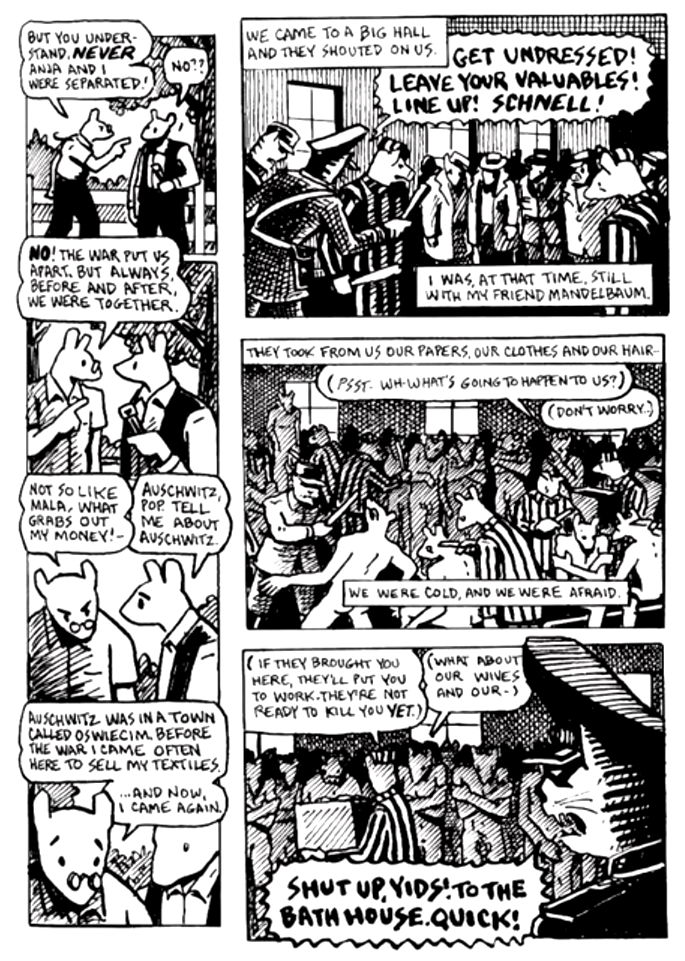 BUT YOU UNDER-
STAND, NEVER
ANJA AND I
WERE SEPARATED!
NO??
NO! THE WAR PUT US
APART. BUT ALWAYS,
BEFORE AND AFTER,
WE WERE TOGETHER.
NOT SO LIKE
MALA, WHAT
GRABS OUT
MY MONEY!-
AUSCHWITZ,
POP. TELL
ME ABOUT
AUSCHWITZ.
AUSCHWITZ WAS IN A TOWN
CALLED OSWIECIM. BEFORE
THE WAR I CAME OFTEN
HERE TO SELL MY TEXTILES.
...AND NOW,
I CAME AGAIN.
WE CAME TO A BIG HALL
AND THEY SHOUTED ON US.
GET UNDRESSED!
LEAVE YOUR VALUABLES!
LINE UP! SCHNELL!
I WAS, AT THAT TIME, STILL
WITH MY FRIEND MANDELBAUM.
THEY TOOK FROM US OUR PAPERS, OUR CLOTHES AND OUR HAIR-
(PSST- WH-WHAT'S GOING TO HAPPEN TO US?)
(DON'T WORRY..)
WE WERE COLD, AND WE WERE AFRAID.
(IF THEY BROUGHT YOU
HERE, THEY'LL PUT YOU
TO WORK. THEY'RE NOT
READY TO KILL YOU YET.)
(WHAT ABOUT
OUR WIVES
AND OUR-)
SHUT UP, YIDS! TO THE
BATH HOUSE. QUICK!